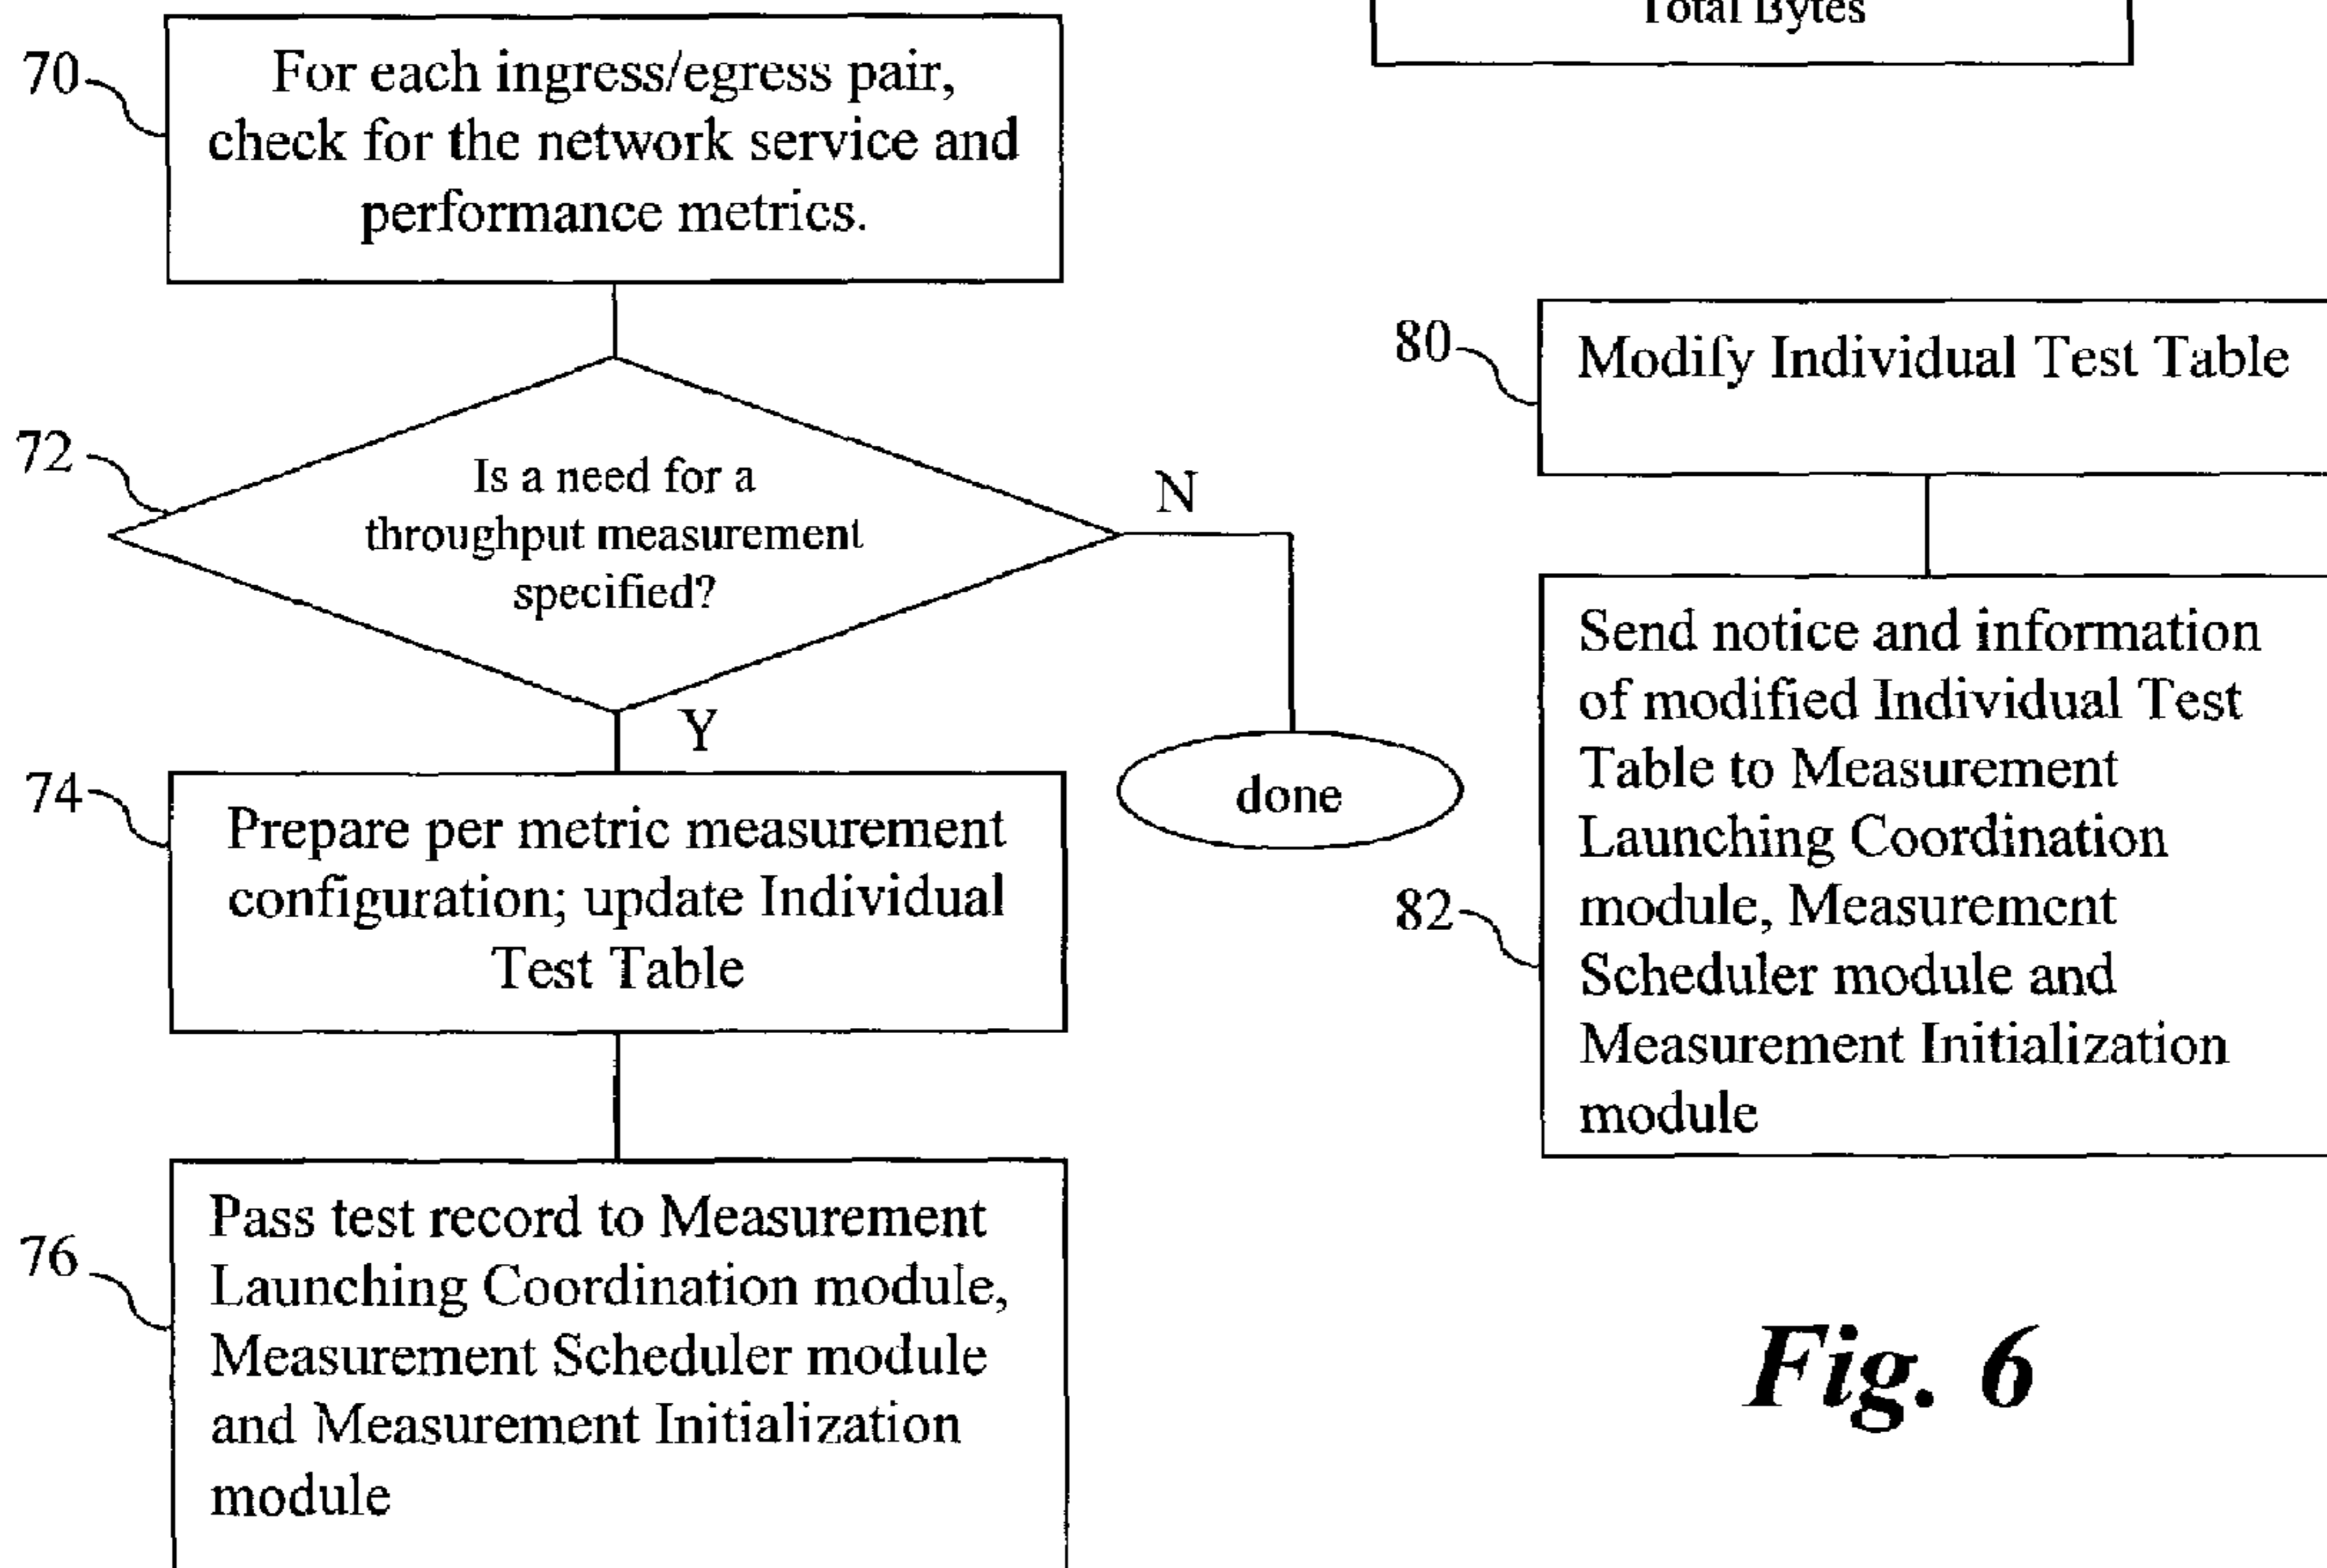 70
For each ingress/egress pair,
check for the network service and
performance metrics.
72
Is a need for a
throughput measurement
specified?
N
Y
done
74
Prepare per metric measurement
configuration; update Individual
Test Table
76
Pass test record to Measurement
Launching Coordination module,
Measurement Scheduler module
and Measurement Initialization
module
Total Bytes
80
Modify Individual Test Table
82
Send notice and information
of modified Individual Test
Table to Measurement
Launching Coordination
module, Measurement
Scheduler module and
Measurement Initialization
module
Fig. 6